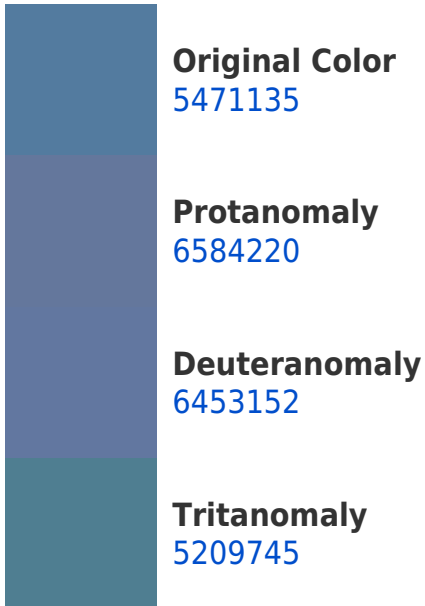 Original Color
5471135
Protanomaly
6584220
Deuteranomaly
6453152
Tritanomaly
5209745